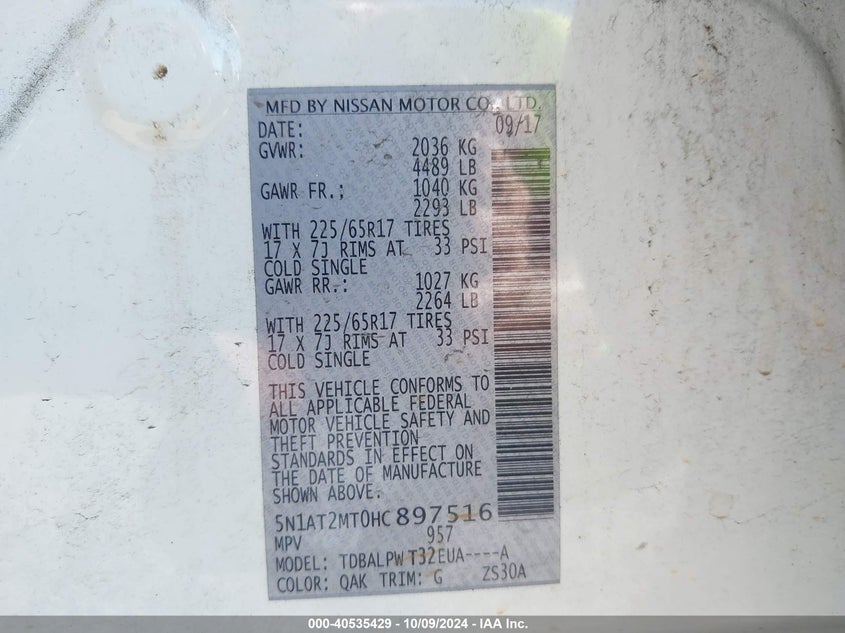 MFD BY NISSAN MOTOR CO., LTD.
DATE: 09/17
GVWR: 2036 KG
4489 LB
GAWR FR.; 1040 KG
2293 LB
WITH 225/65R17 TIRES
17 X 7J RIMS AT 33 PSI
COLD SINGLE
GAWR RR.: 1027 KG
2264 LB
WITH 225/65R17 TIRES
17 X 7J RIMS AT 33 PSI
COLD SINGLE
THIS VEHICLE CONFORMS TO
ALL APPLICABLE FEDERAL
MOTOR VEHICLE SAFETY AND
THEFT PREVENTION
STANDARDS IN EFFECT ON
THE DATE OF MANUFACTURE
SHOWN ABOVE.
5N1AT2MT0HC897516
MPV 957
MODEL: TDBALPWT32EUA----A
COLOR: QAK TRIM: G ZS30A
000-40535429 - 10/09/2024 - IAA Inc.